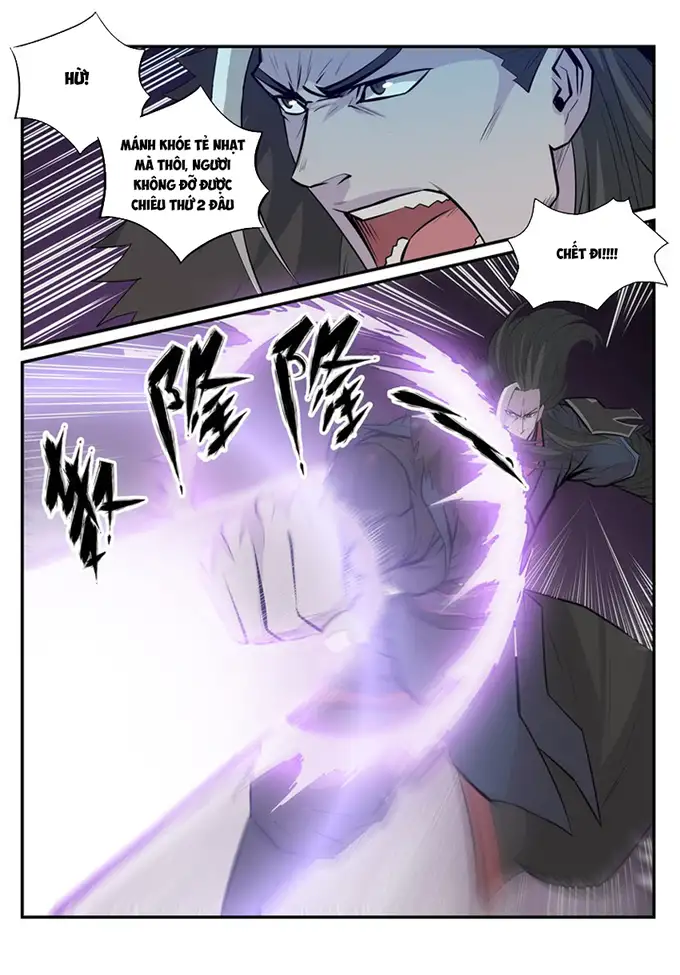 HỪ!
MÁNH KHÓE TẺ NHẠT
MÀ THÔI, NGƯƠI
KHÔNG ĐỠ ĐƯỢC
CHIÊU THỨ 2 ĐÂU
CHẾT ĐI!!!!
隆隆